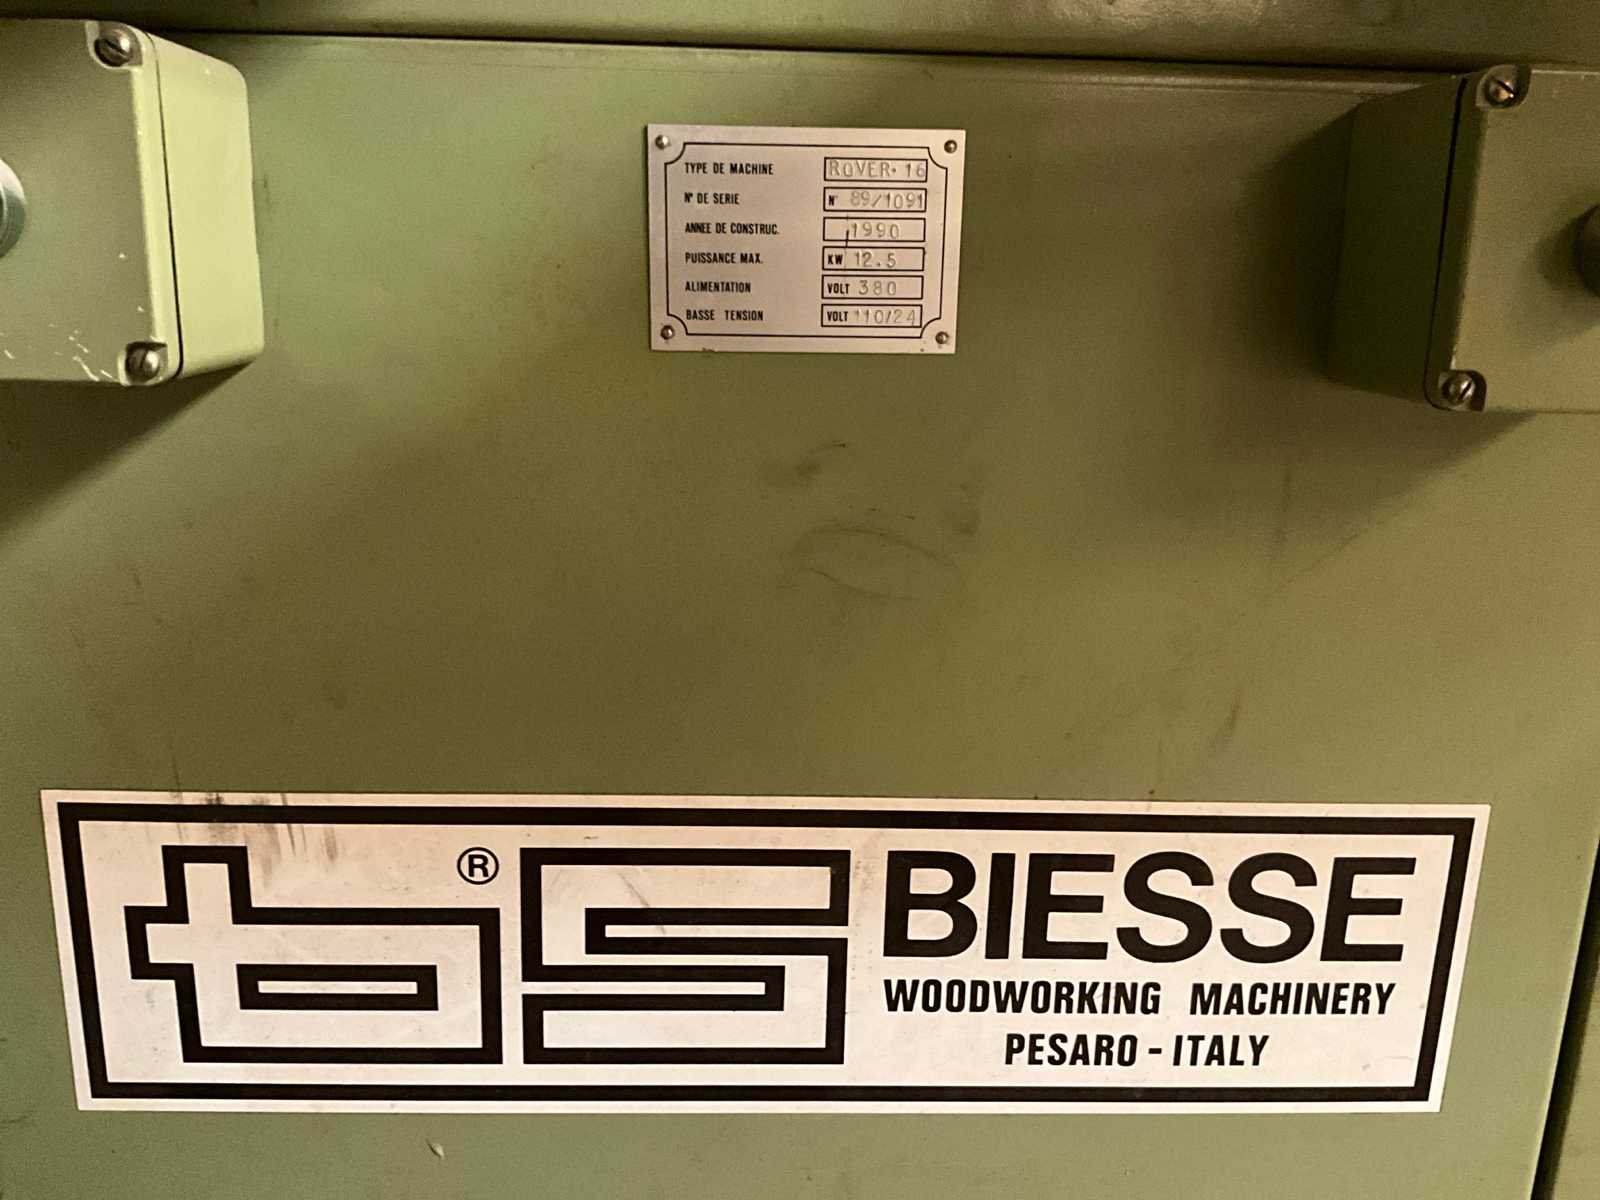 TYPE DE MACHINE ROVER·16
N° DE SERIE N° 89/1091
ANNEE DE CONSTRUC. 1990
PUISSANCE MAX. KW 12.5
ALIMENTATION VOLT 380
BASSE TENSION VOLT 110/24
bs ® BIESSE
WOODWORKING MACHINERY
PESARO - ITALY